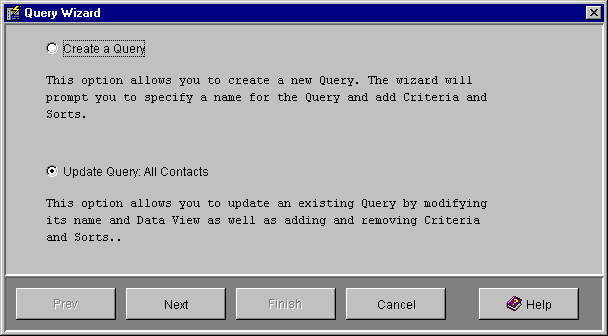 Query Wizard
Create a Query
This option allows you to create a new Query. The wizard will
prompt you to specify a name for the Query and add Criteria and
Sorts.
Update Query: All Contacts
This option allows you to update an existing Query by modifying
its name and Data View as well as adding and removing Criteria
and Sorts..
Prev Next Finish Cancel Help